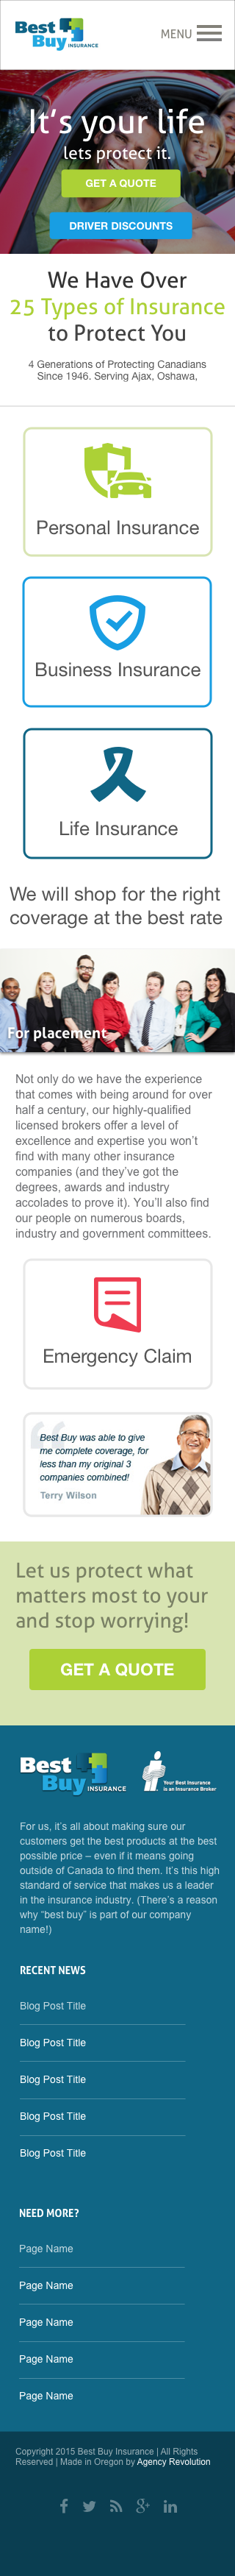 Best
Buy INSURANCE
MENU
It's your life
lets protect it.
GET A QUOTE
DRIVER DISCOUNTS
We Have Over
25 Types of Insurance
to Protect You
4 Generations of Protecting Canadians
Since 1946. Serving Ajax, Oshawa,
Personal Insurance
Business Insurance
Life Insurance
We will shop for the right
coverage at the best rate
For placement
Not only do we have the experience
that comes with being around for over
half a century, our highly-qualified
licensed brokers offer a level of
excellence and expertise you won't
find with many other insurance
companies (and they've got the
degrees, awards and industry
accolades to prove it). You'll also find
our people on numerous boards,
industry and government committees.
Emergency Claim
Best Buy was able to give
me complete coverage, for
less than my original 3
companies combined!
Terry Wilson
Let us protect what
matters most to your
and stop worrying!
GET A QUOTE
Best
Buy INSURANCE
Your Best Insurance
is an Insurance Broker
For us, it's all about making sure our
customers get the best products at the best
possible price – even if it means going
outside of Canada to find them. It's this high
standard of service that makes us a leader
in the insurance industry. (There's a reason
why "best buy" is part of our company
name!)
RECENT NEWS
Blog Post Title
Blog Post Title
Blog Post Title
Blog Post Title
Blog Post Title
NEED MORE?
Page Name
Page Name
Page Name
Page Name
Page Name
Copyright 2015 Best Buy Insurance | All Rights
Reserved | Made in Oregon by Agency Revolution